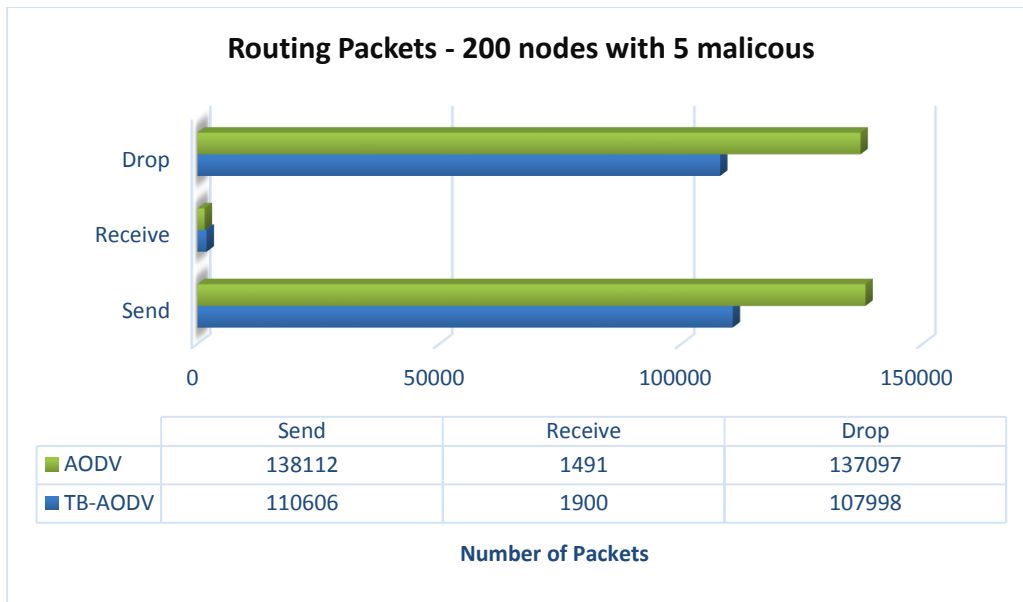 Routing Packets - 200 nodes with 5 malicous
Drop
Receive
Send
0 50000 100000 150000
Send Receive Drop
AODV 138112 1491 137097
TB-AODV 110606 1900 107998
Number of Packets